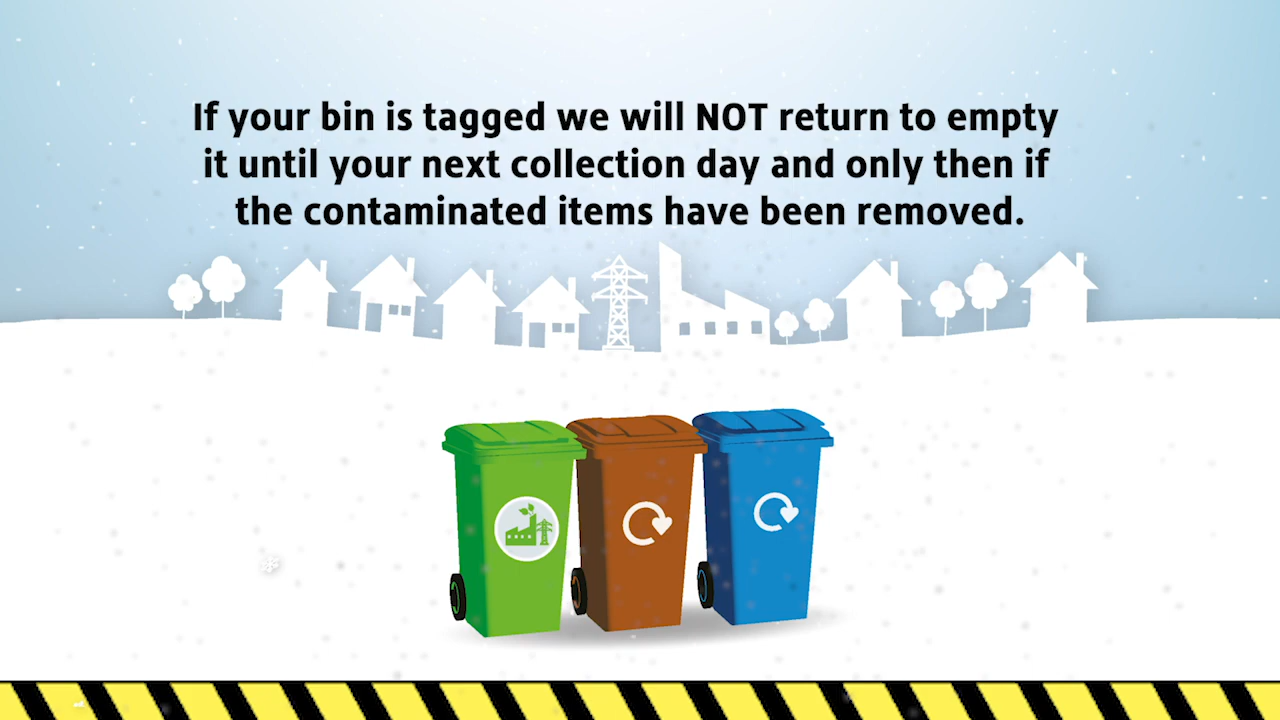 If your bin is tagged we will NOT return to empty
it until your next collection day and only then if
the contaminated items have been removed.